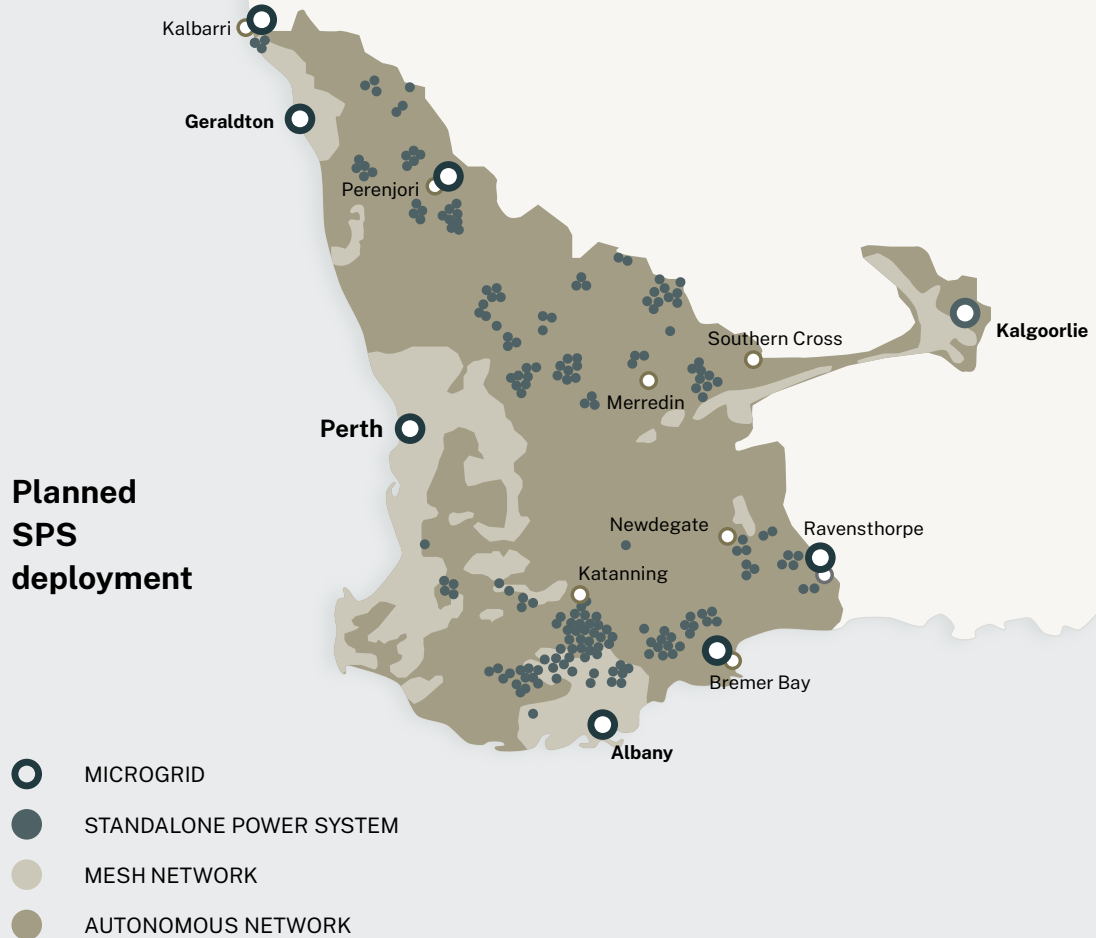 Kalbarri
Geraldton
Perenjori
Southern Cross
Kalgoorlie
Merredin
Perth
Planned
SPS
deployment
Newdegate
Ravensthorpe
Katanning
Bremer Bay
Albany
MICROGRID
STANDALONE POWER SYSTEM
MESH NETWORK
AUTONOMOUS NETWORK